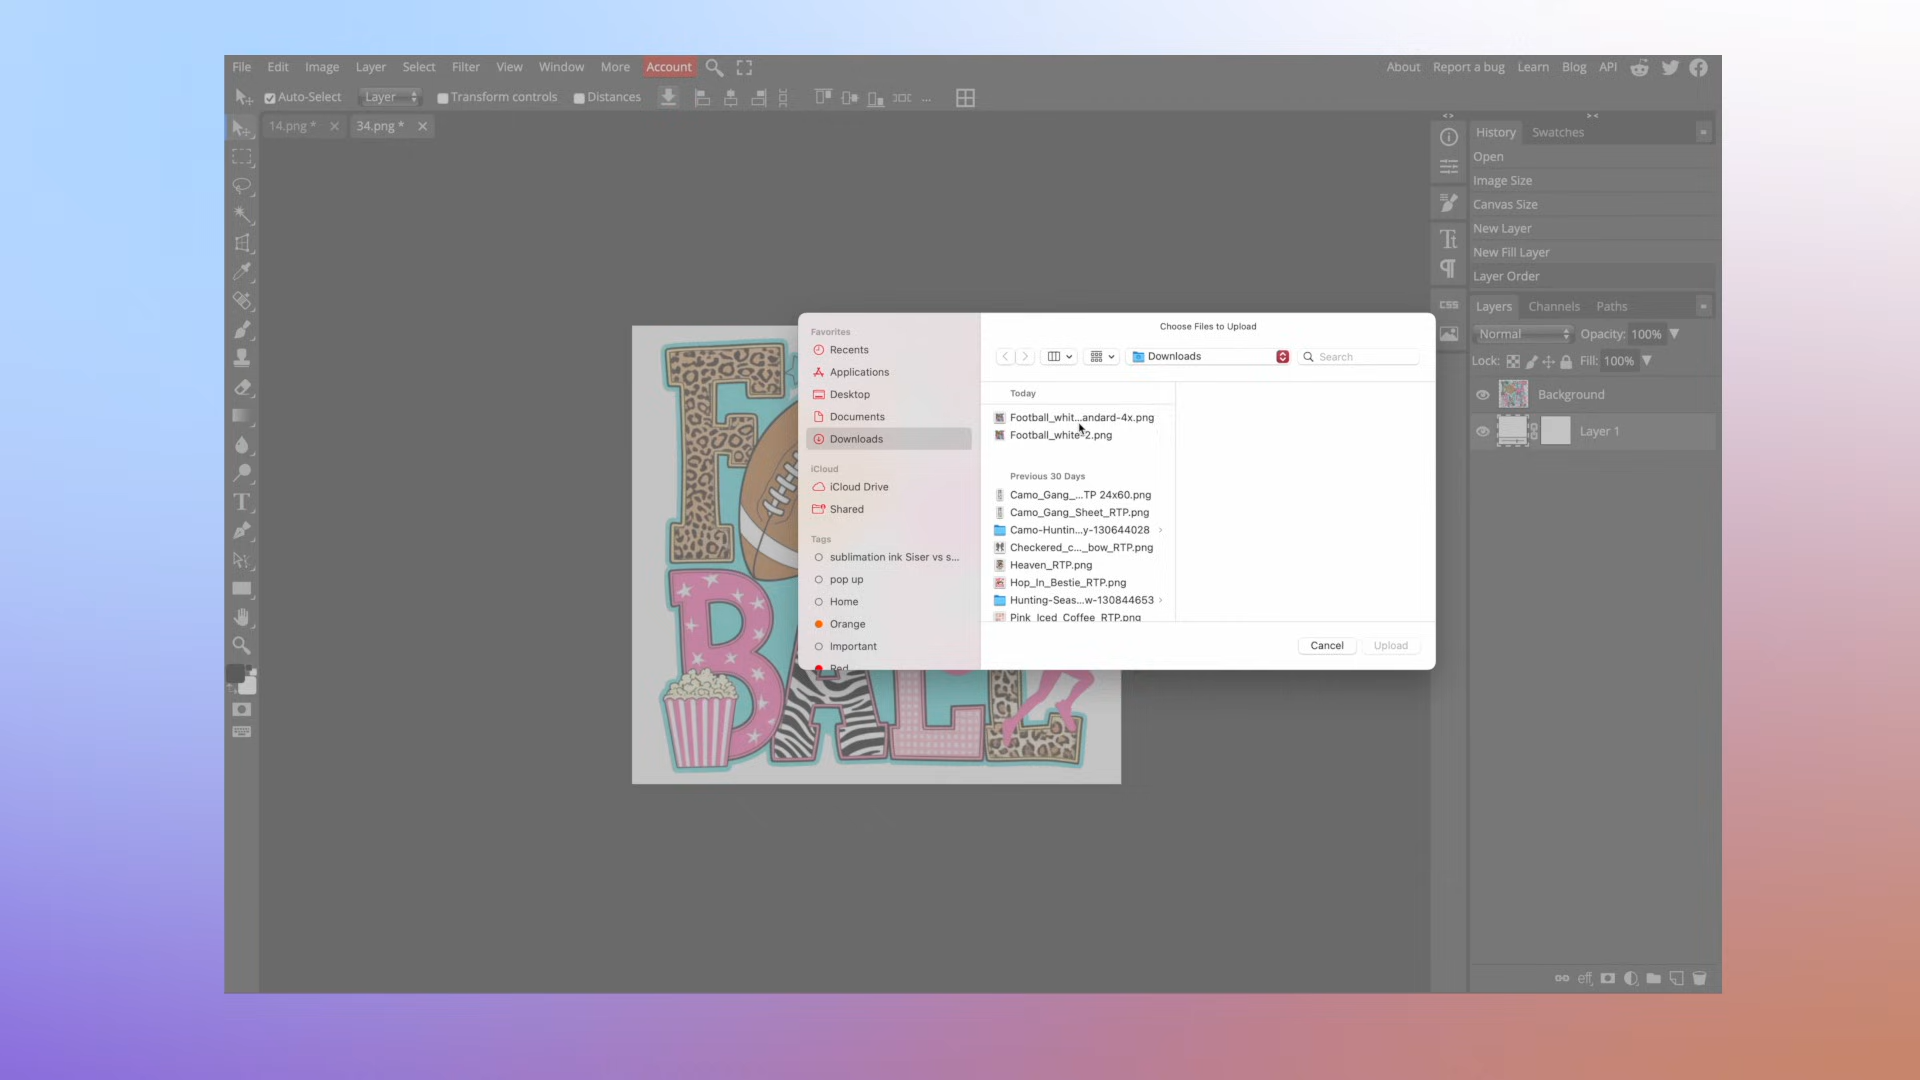 File Edit Image Layer Select Filter View Window More Account About Report a bug Learn Blog API
Auto-Select Layer Transform controls Distances ...
14.png * 34.png *
History Swatches
Open
Image Size
Canvas Size
New Layer
New Fill Layer
Layer Order
CSS
Layers Channels Paths
Normal Opacity: 100%
Lock: Fill: 100%
Background
Layer 1
eff
Choose Files to Upload
Downloads Search
Favorites
Recents
Applications
Desktop
Documents
Downloads
iCloud
iCloud Drive
Shared
Tags
sublimation ink Siser vs s...
pop up
Home
Orange
Important
Red
Today
Football_whit...andard-4x.png
Football_white-2.png
Previous 30 Days
Camo_Gang_...TP 24x60.png
Camo_Gang_Sheet_RTP.png
Camo-Huntin...y-130644028
Checkered_c..._bow_RTP.png
Heaven_RTP.png
Hop_In_Bestie_RTP.png
Hunting-Seas...w-130844653
Pink_Iced_Coffee_RTP.png
Cancel Upload
F
BALL